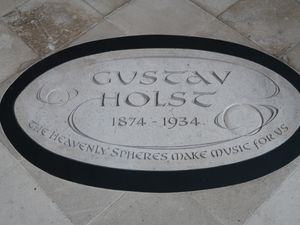 GUSTAV
HOLST
1874 - 1934
THE HEAVENLY SPHERES MAKE MUSIC FOR US